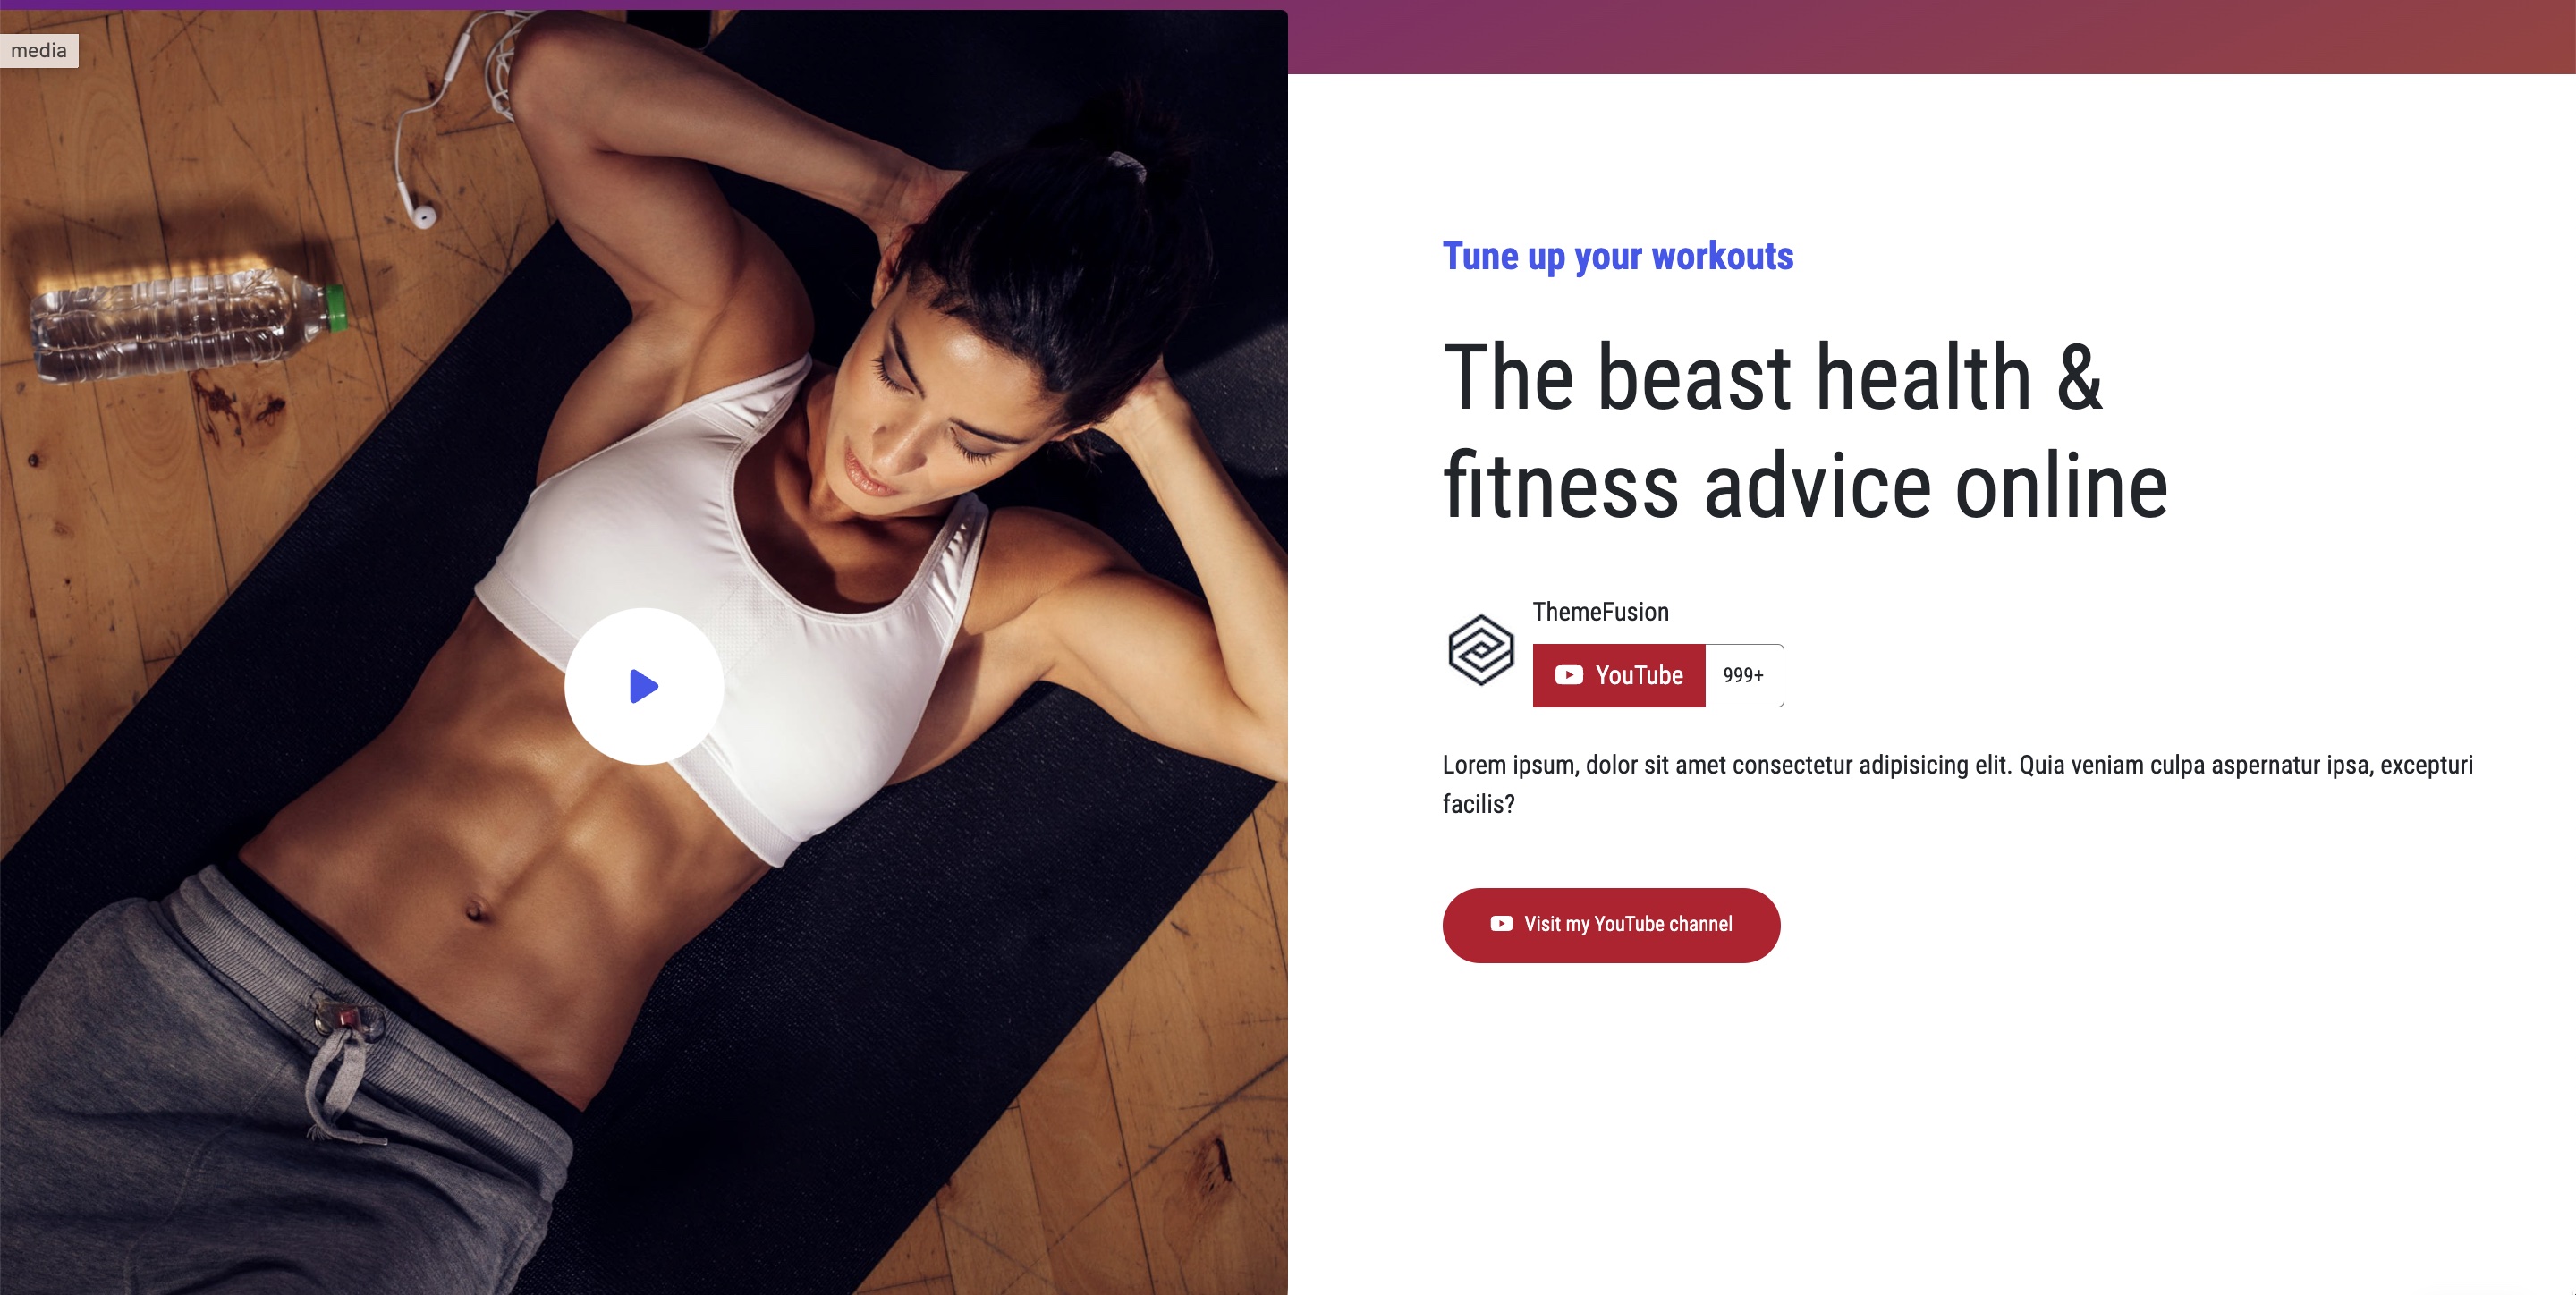 media
Tune up your workouts
The beast health &
fitness advice online
ThemeFusion
YouTube 999+
Lorem ipsum, dolor sit amet consectetur adipisicing elit. Quia veniam culpa aspernatur ipsa, excepturi
facilis?
Visit my YouTube channel